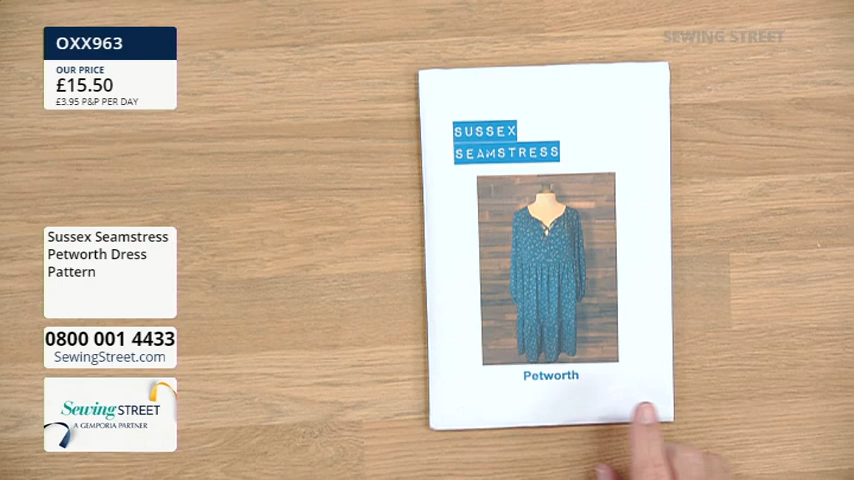 OXX963
OUR PRICE
£15.50
£3.95 P&P PER DAY
SEWING STREET
SUSSEX
SEAMSTRESS
Petworth
Sussex Seamstress
Petworth Dress
Pattern
0800 001 4433
SewingStreet.com
Sewing STREET
A GEMPORIA PARTNER